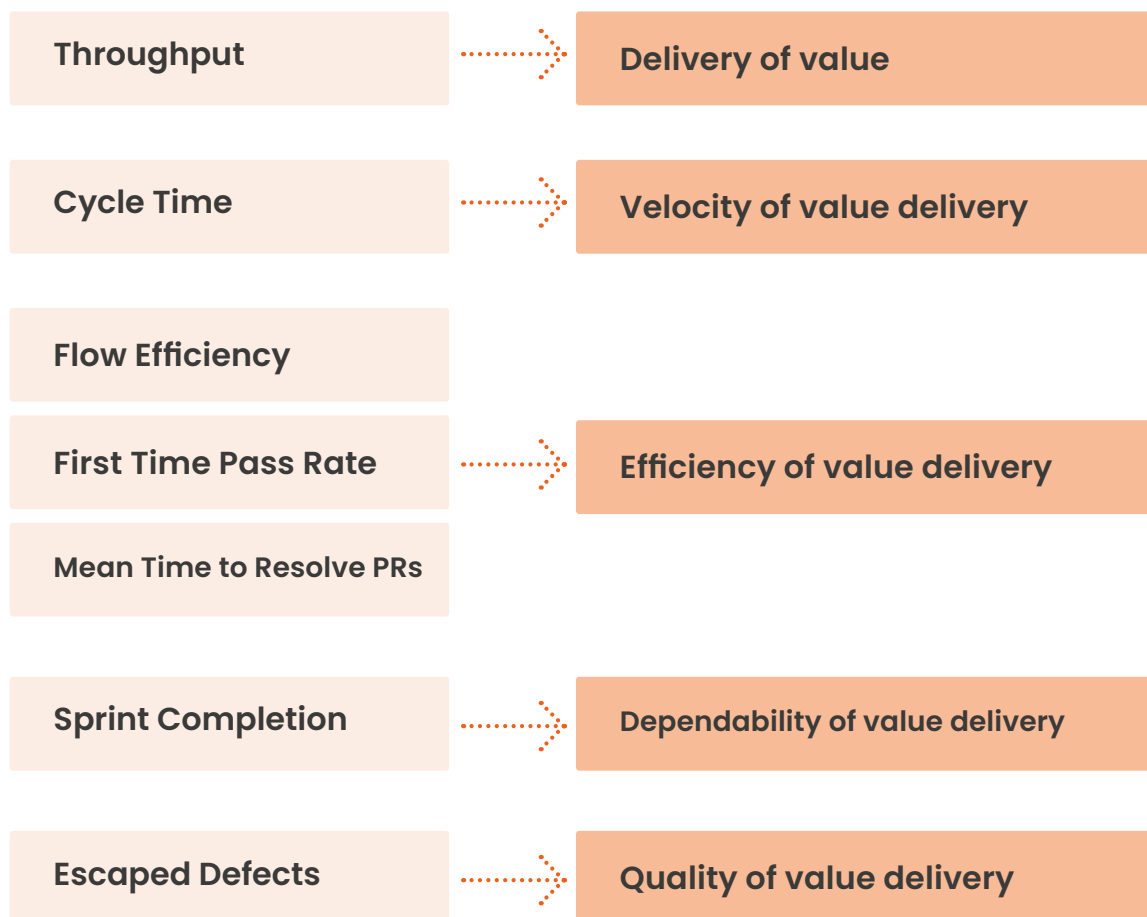 Throughput
Delivery of value
Cycle Time
Velocity of value delivery
Flow Efficiency
First Time Pass Rate
Efficiency of value delivery
Mean Time to Resolve PRs
Sprint Completion
Dependability of value delivery
Escaped Defects
Quality of value delivery